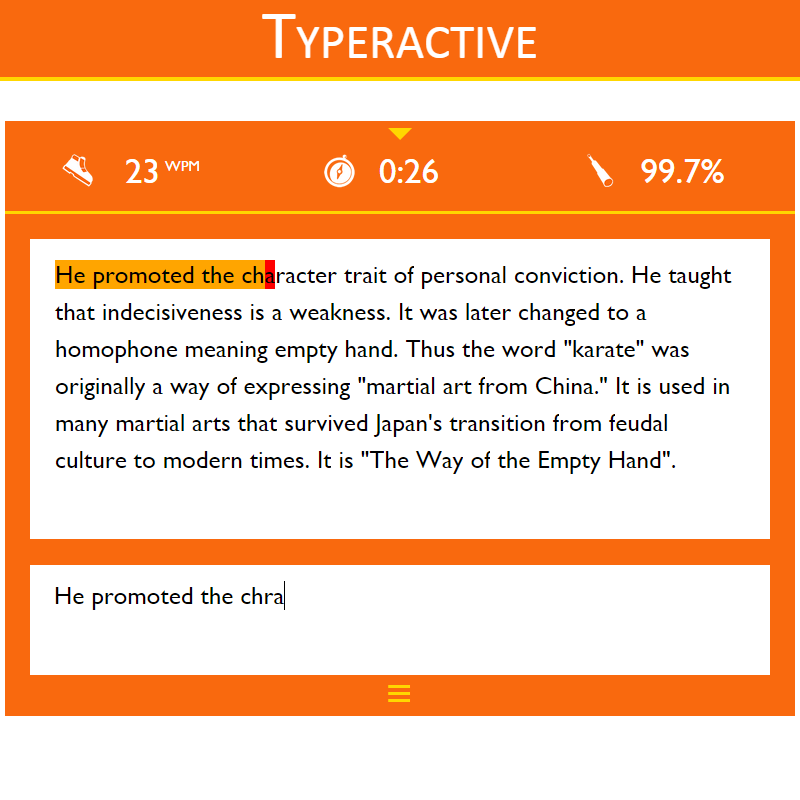 Typeractive
23 WPM
0:26
99.7%
He promoted the character trait of personal conviction. He taught
that indecisiveness is a weakness. It was later changed to a
homophone meaning empty hand. Thus the word "karate" was
originally a way of expressing "martial art from China." It is used in
many martial arts that survived Japan's transition from feudal
culture to modern times. It is "The Way of the Empty Hand".
He promoted the chra